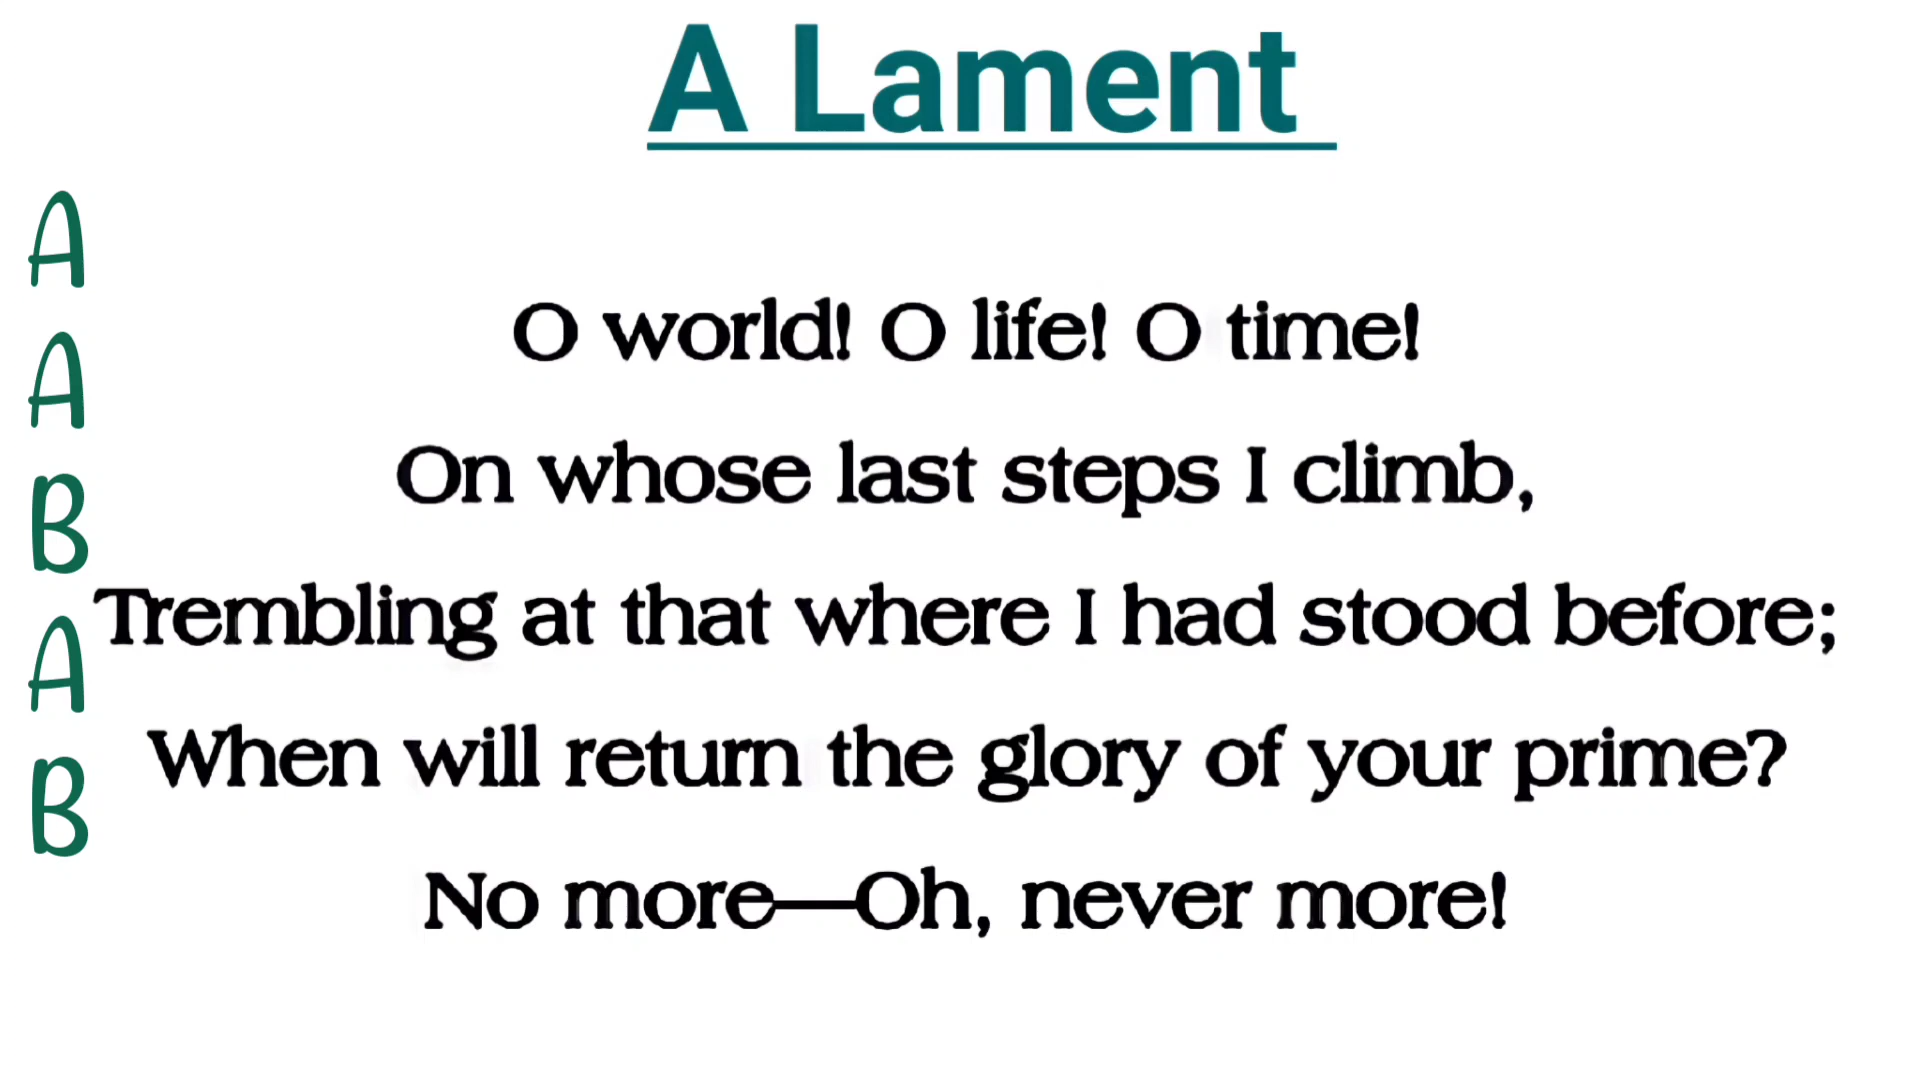 A Lament
A
O world! O life! O time!
A
On whose last steps I climb,
B
Trembling at that where I had stood before;
A
When will return the glory of your prime?
B
No more—Oh, never more!